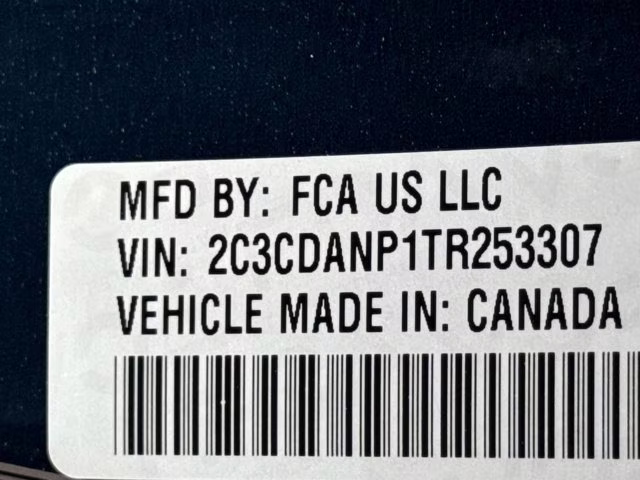 MFD BY: FCA US LLC
VIN: 2C3CDANP1TR253307
VEHICLE MADE IN: CANADA